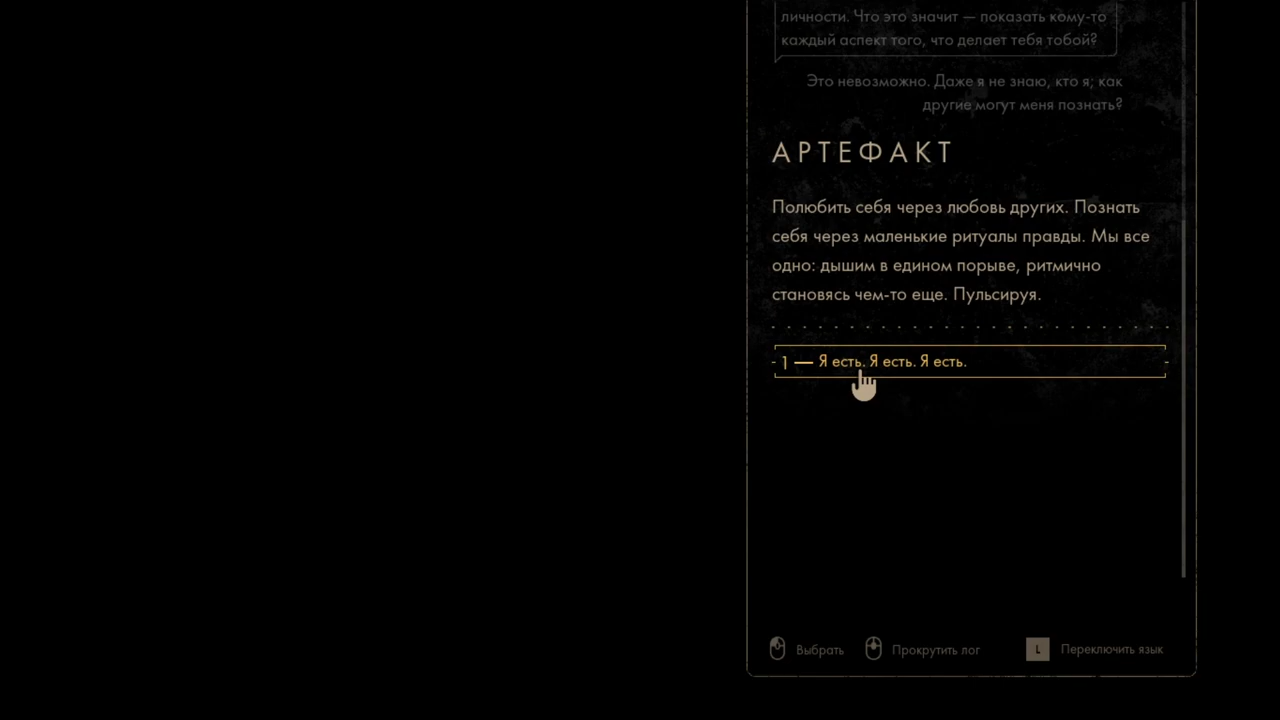 личности. Что это значит — показать кому-то
каждый аспект того, что делает тебя тобой?
Это невозможно. Даже я не знаю, кто я; как
другие могут меня познать?
АРТЕФАКТ
Полюбить себя через любовь других. Познать
себя через маленькие ритуалы правды. Мы все
одно: дышим в едином порыве, ритмично
становясь чем-то еще. Пульсируя.
1 — Я есть. Я есть. Я есть.
Выбрать
Прокрутить лог
L
Переключить язык